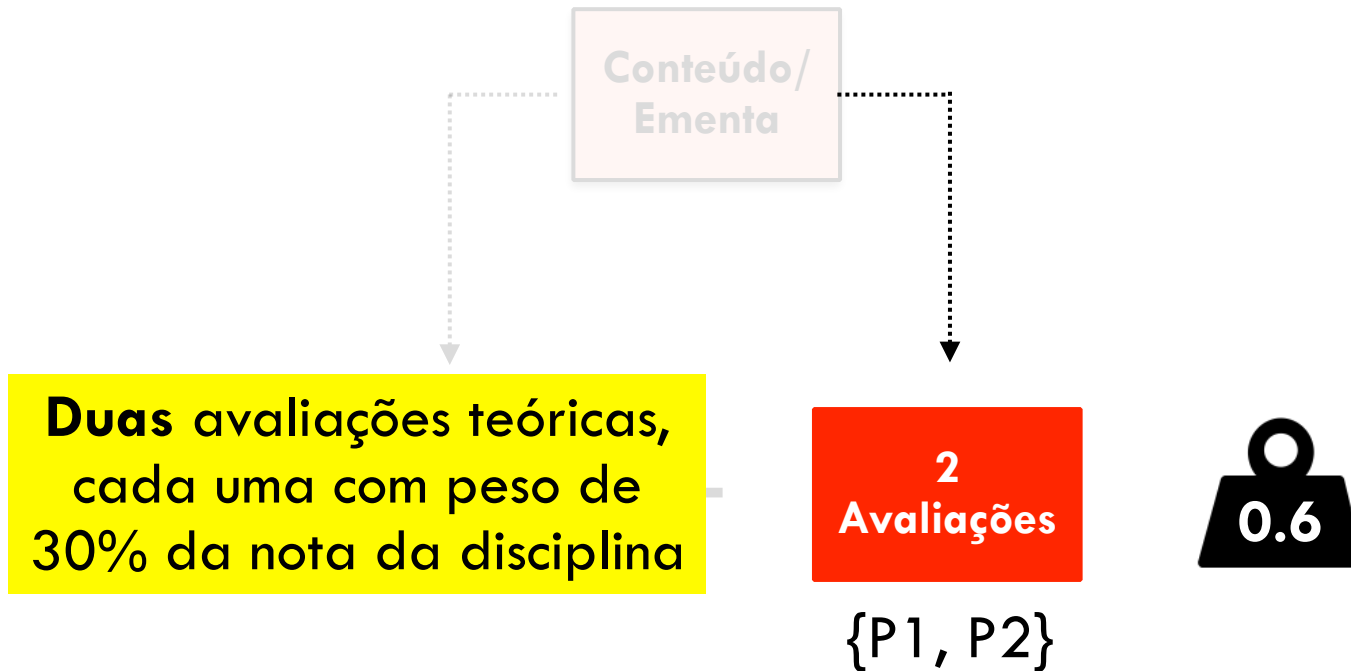 Conteúdo/
Ementa
Duas avaliações teóricas,
cada uma com peso de
30% da nota da disciplina
2
Avaliações
{P1, P2}
0.6